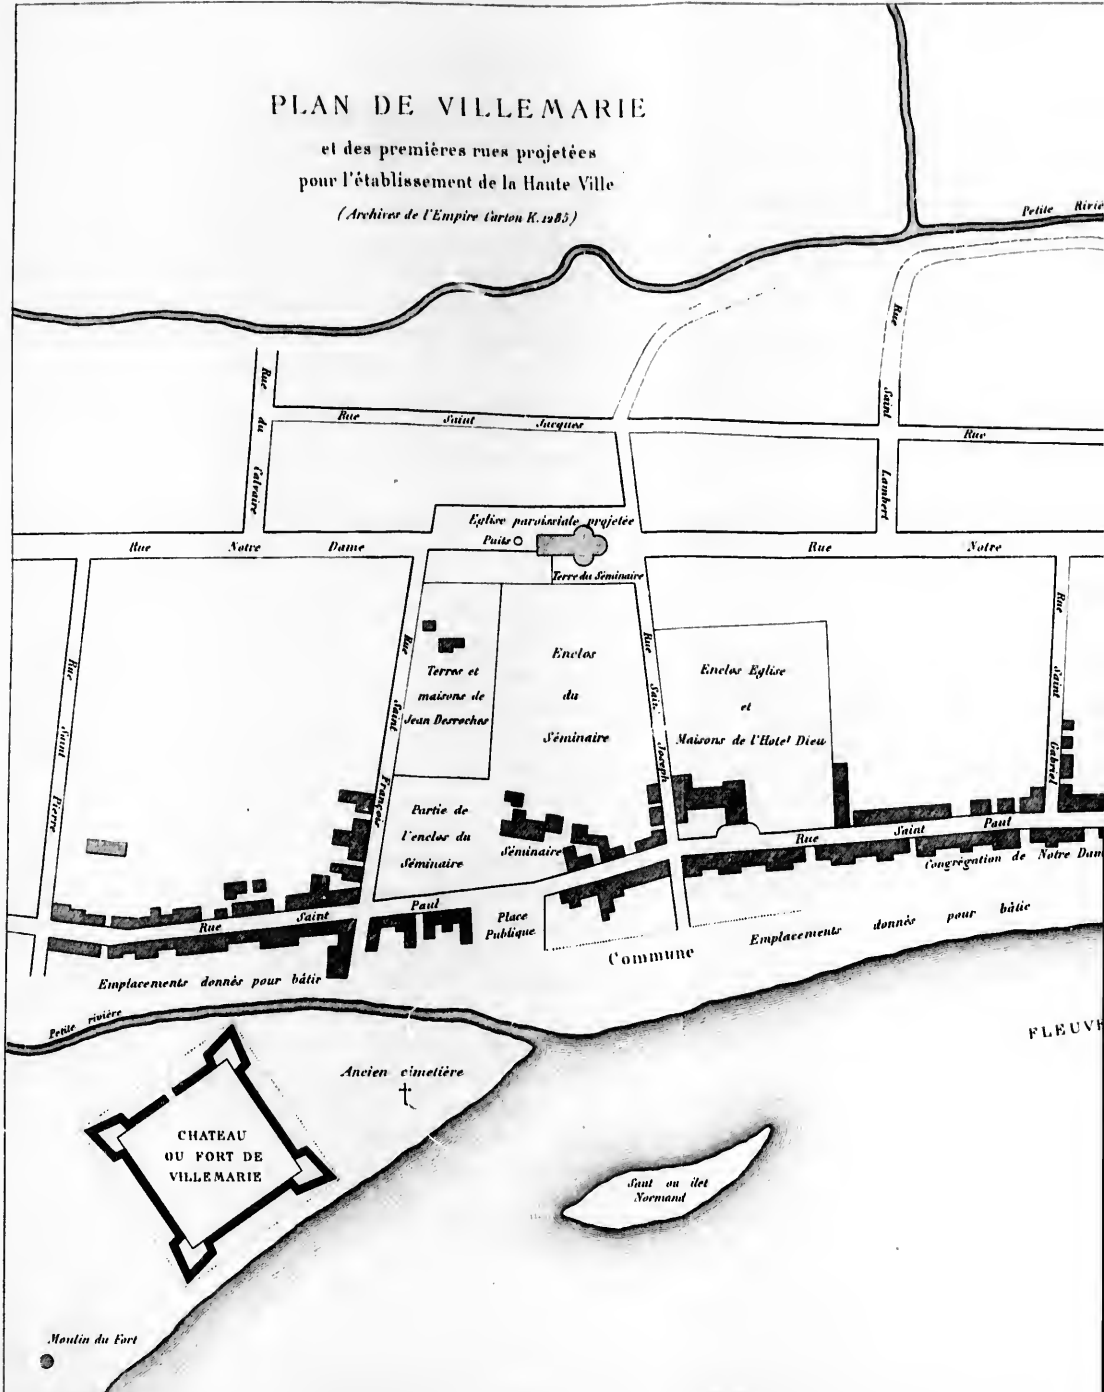 PLAN DE VILLEMARIE
et des premières rues projetées
pour l'établissement de la Haute Ville
(Archives de l'Empire Carton K. 1285)
Petite Riviè
Rue du Calvaire
Rue Saint Jacques
Rue Saint Lambert
Rue
Eglise paroissiale projetée
Puits
Rue Notre Dame
Rue Notre
Terre du Séminaire
Rue Saint Pierre
Rue Saint François
Terres et
maisons de
Jean Desroches
Enclos
du
Séminaire
Rue Sain Joseph
Enclos Eglise
et
Maisons de l'Hotel Dieu
Rue Saint Gabriel
Partie de
l'enclos du
Séminaire
Séminaire
Rue Saint Paul
Rue Saint Paul
Congrégation de Notre Dam
Place
Publique
Commune
Emplacements donnés pour bâtir
Emplacements donnés pour bâtir
Petite rivière
FLEUV
Ancien cimetière
CHATEAU
OU FORT DE
VILLEMARIE
Saut ou ilet
Normand
Moulin du Fort